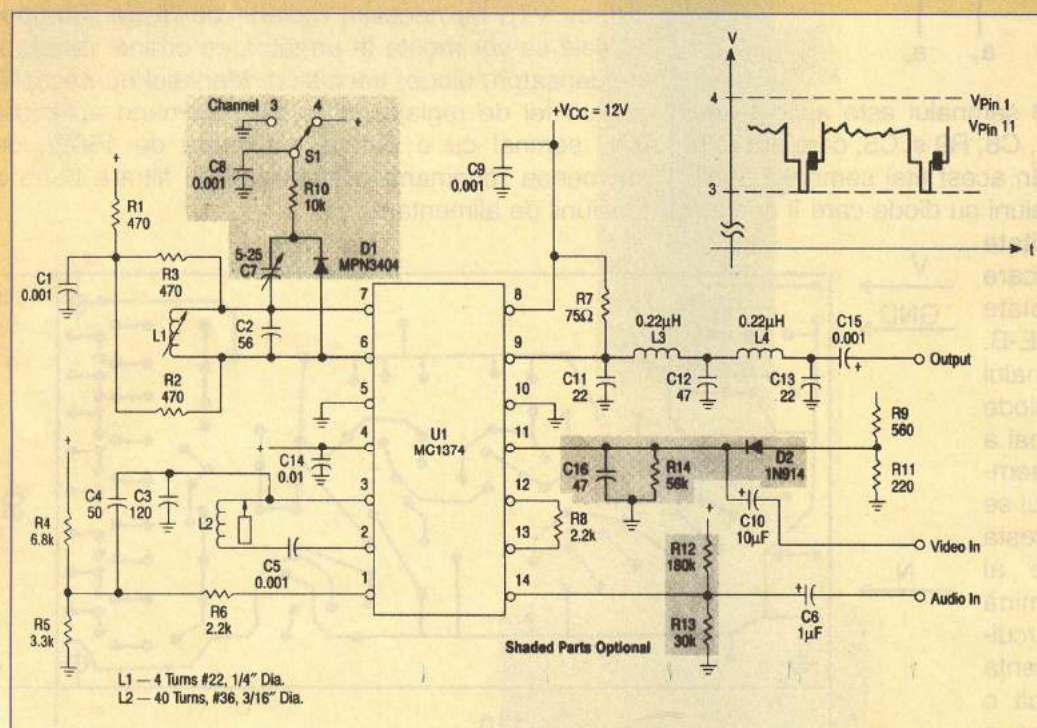 Channel 3 4
+
S1
C8
0.001
R10
10k
5-25
C7
D1
MPN3404
+
R1
470
C1
0.001
R3
470
L1
C2
56
R2
470
+
C4
50
C3
120
C14
0.01
R4
6.8k
L2
C5
0.001
R5
3.3k
R6
2.2k
7
6
5
4
3
2
1
U1
MC1374
8
9
10
11
12
13
14
+VCC = 12V
C9
0.001
R7
75Ω
0.22μH
L3
0.22μH
L4
C15
0.001
+
Output
C11
22
C12
47
C13
22
R9
560
R11
220
D2
1N914
C16
47
R14
56k
+
C10
10μF
Video In
R8
2.2k
+
R12
180k
R13
30k
+
C6
1μF
Audio In
Shaded Parts Optional
L1 — 4 Turns #22, 1/4″ Dia.
L2 — 40 Turns, #36, 3/16″ Dia.
V
4
3
VPin 1
VPin 11
t